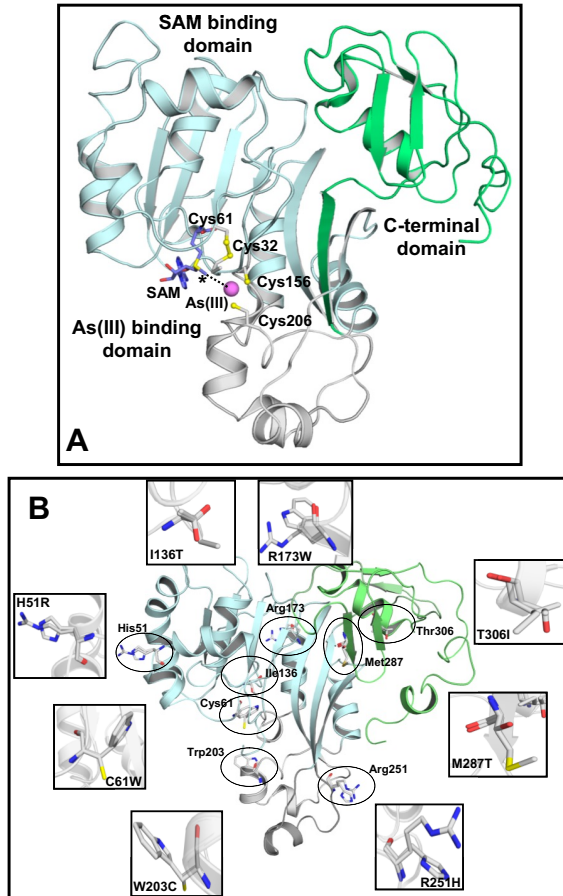 SAM binding
domain
Cys61
Cys32
C-terminal
domain
SAM
*
Cys156
As(III)
As(III) binding
domain
Cys206
A
B
I136T
R173W
H51R
His51
Arg173
Thr306
T306I
Ile136
Met287
Cys61
C61W
Trp203
Arg251
M287T
W203C
R251H